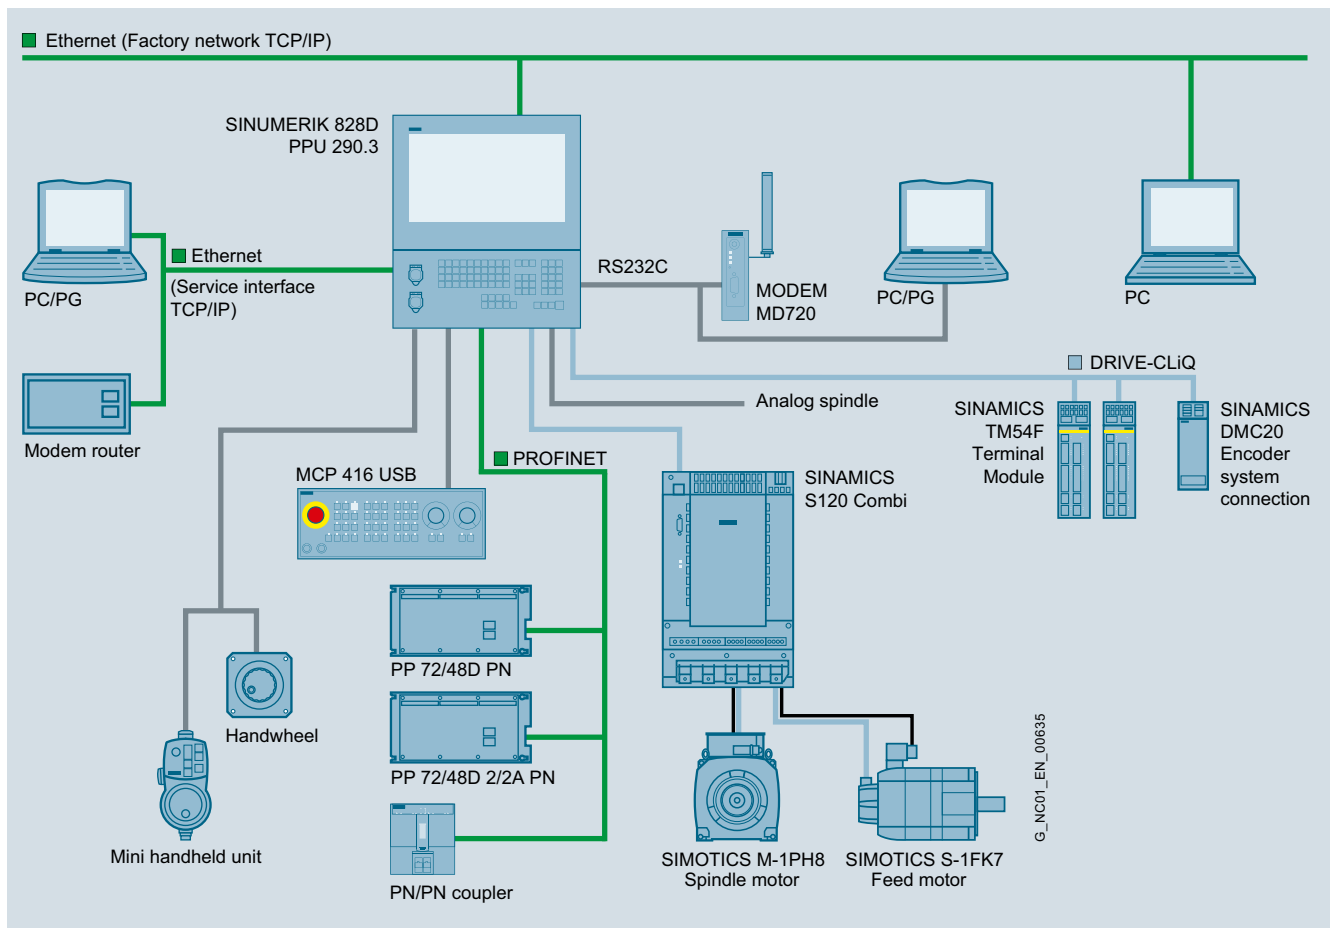 Ethernet (Factory network TCP/IP)
SINUMERIK 828D
PPU 290.3
PC/PG
Ethernet
(Service interface
TCP/IP)
Modem router
RS232C
MODEM
MD720
PC/PG
PC
DRIVE-CLiQ
Analog spindle
SINAMICS
TM54F
Terminal
Module
SINAMICS
DMC20
Encoder
system
connection
PROFINET
MCP 416 USB
SINAMICS
S120 Combi
PP 72/48D PN
Handwheel
PP 72/48D 2/2A PN
Mini handheld unit
PN/PN coupler
SIMOTICS M-1PH8
Spindle motor
SIMOTICS S-1FK7
Feed motor
G_NC01_EN_00635